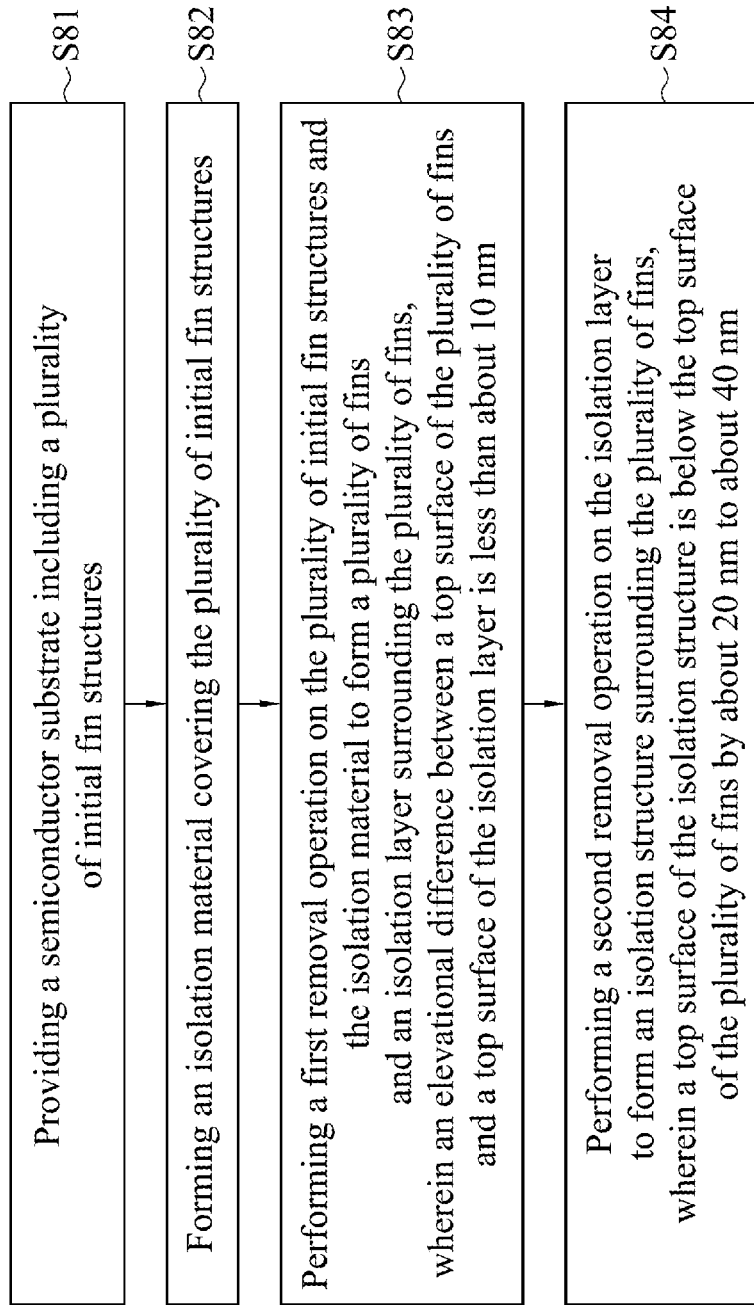 Providing a semiconductor substrate including a plurality
of initial fin structures
S81
Forming an isolation material covering the plurality of initial fin structures
S82
Performing a first removal operation on the plurality of initial fin structures and
the isolation material to form a plurality of fins
and an isolation layer surrounding the plurality of fins,
wherein an elevational difference between a top surface of the plurality of fins
and a top surface of the isolation layer is less than about 10 nm
S83
Performing a second removal operation on the isolation layer
to form an isolation structure surrounding the plurality of fins,
wherein a top surface of the isolation structure is below the top surface
of the plurality of fins by about 20 nm to about 40 nm
S84